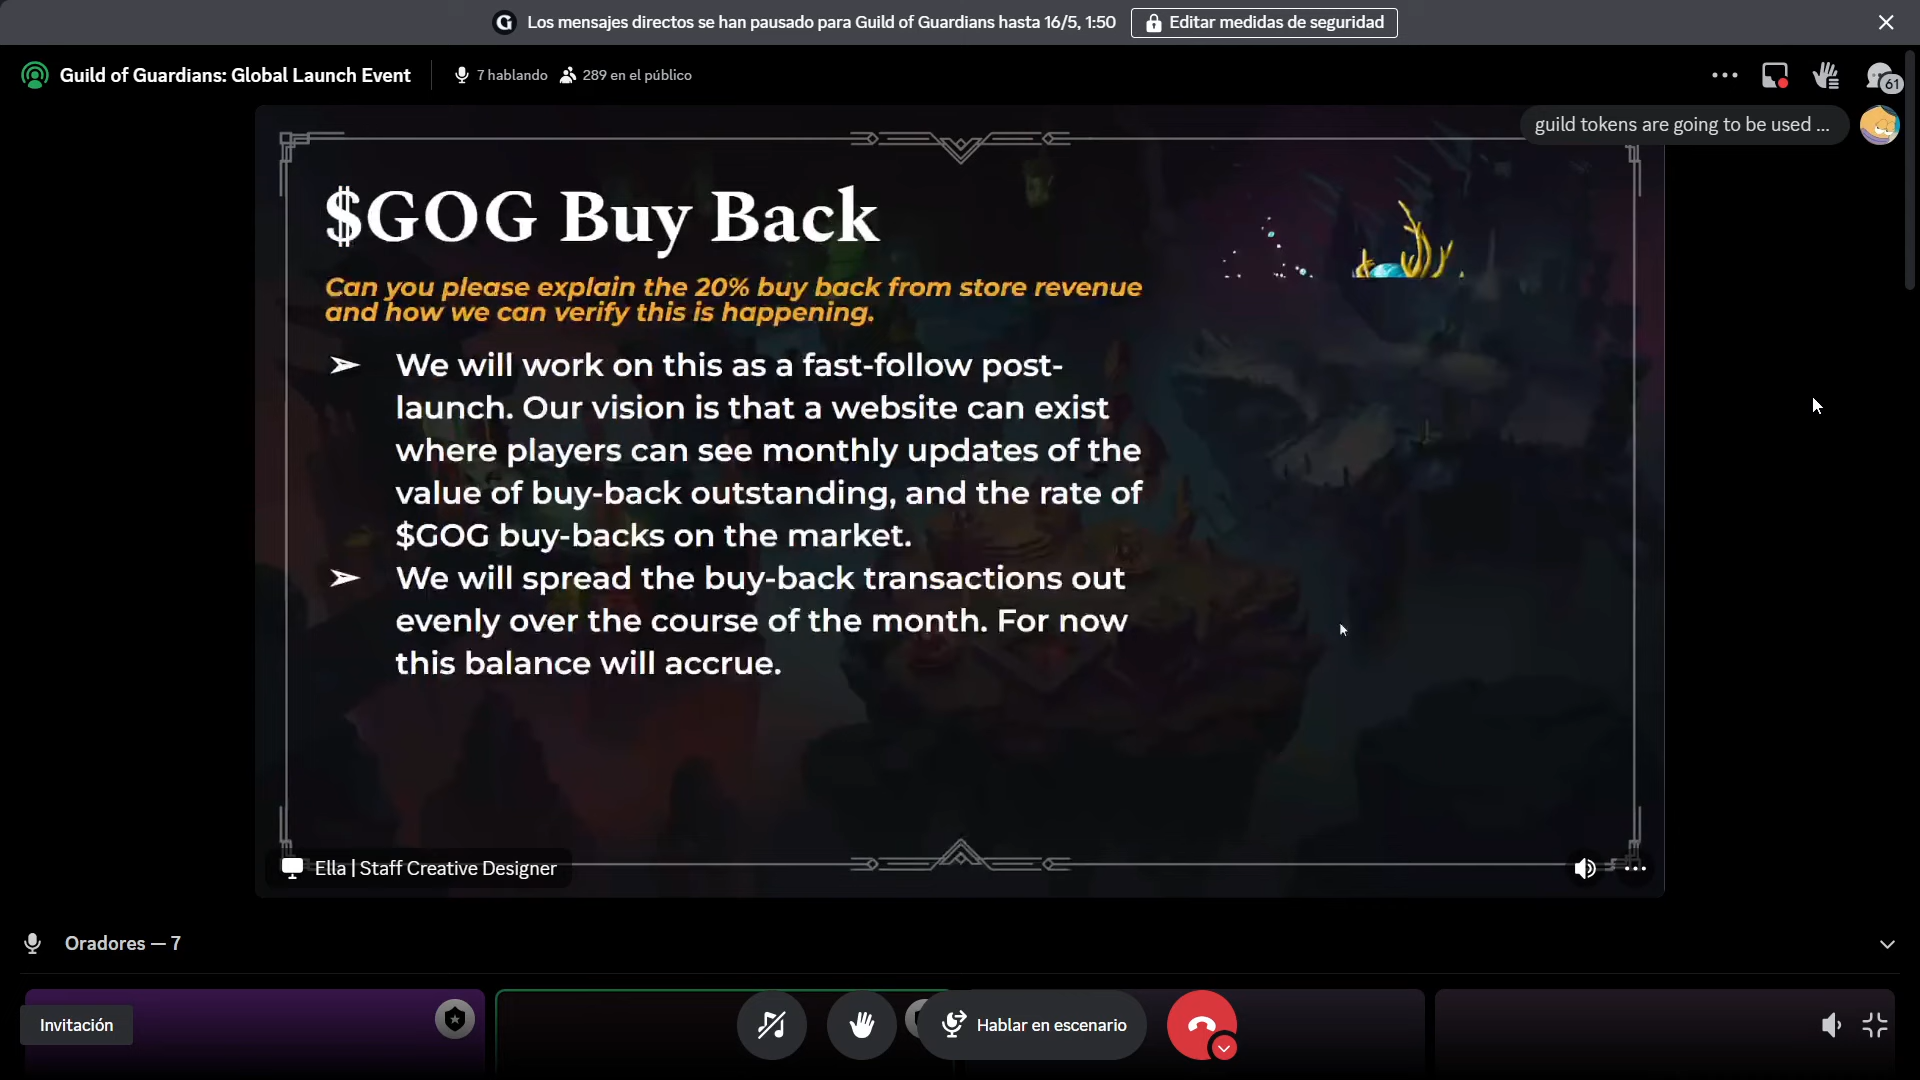 Los mensajes directos se han pausado para Guild of Guardians hasta 16/5, 1:50
Editar medidas de seguridad
Guild of Guardians: Global Launch Event
7 hablando
289 en el público
61
guild tokens are going to be used ...
$GOG Buy Back
Can you please explain the 20% buy back from store revenue
and how we can verify this is happening.
➢ We will work on this as a fast-follow post-
launch. Our vision is that a website can exist
where players can see monthly updates of the
value of buy-back outstanding, and the rate of
$GOG buy-backs on the market.
➢ We will spread the buy-back transactions out
evenly over the course of the month. For now
this balance will accrue.
Ella | Staff Creative Designer
Oradores — 7
Invitación
Hablar en escenario